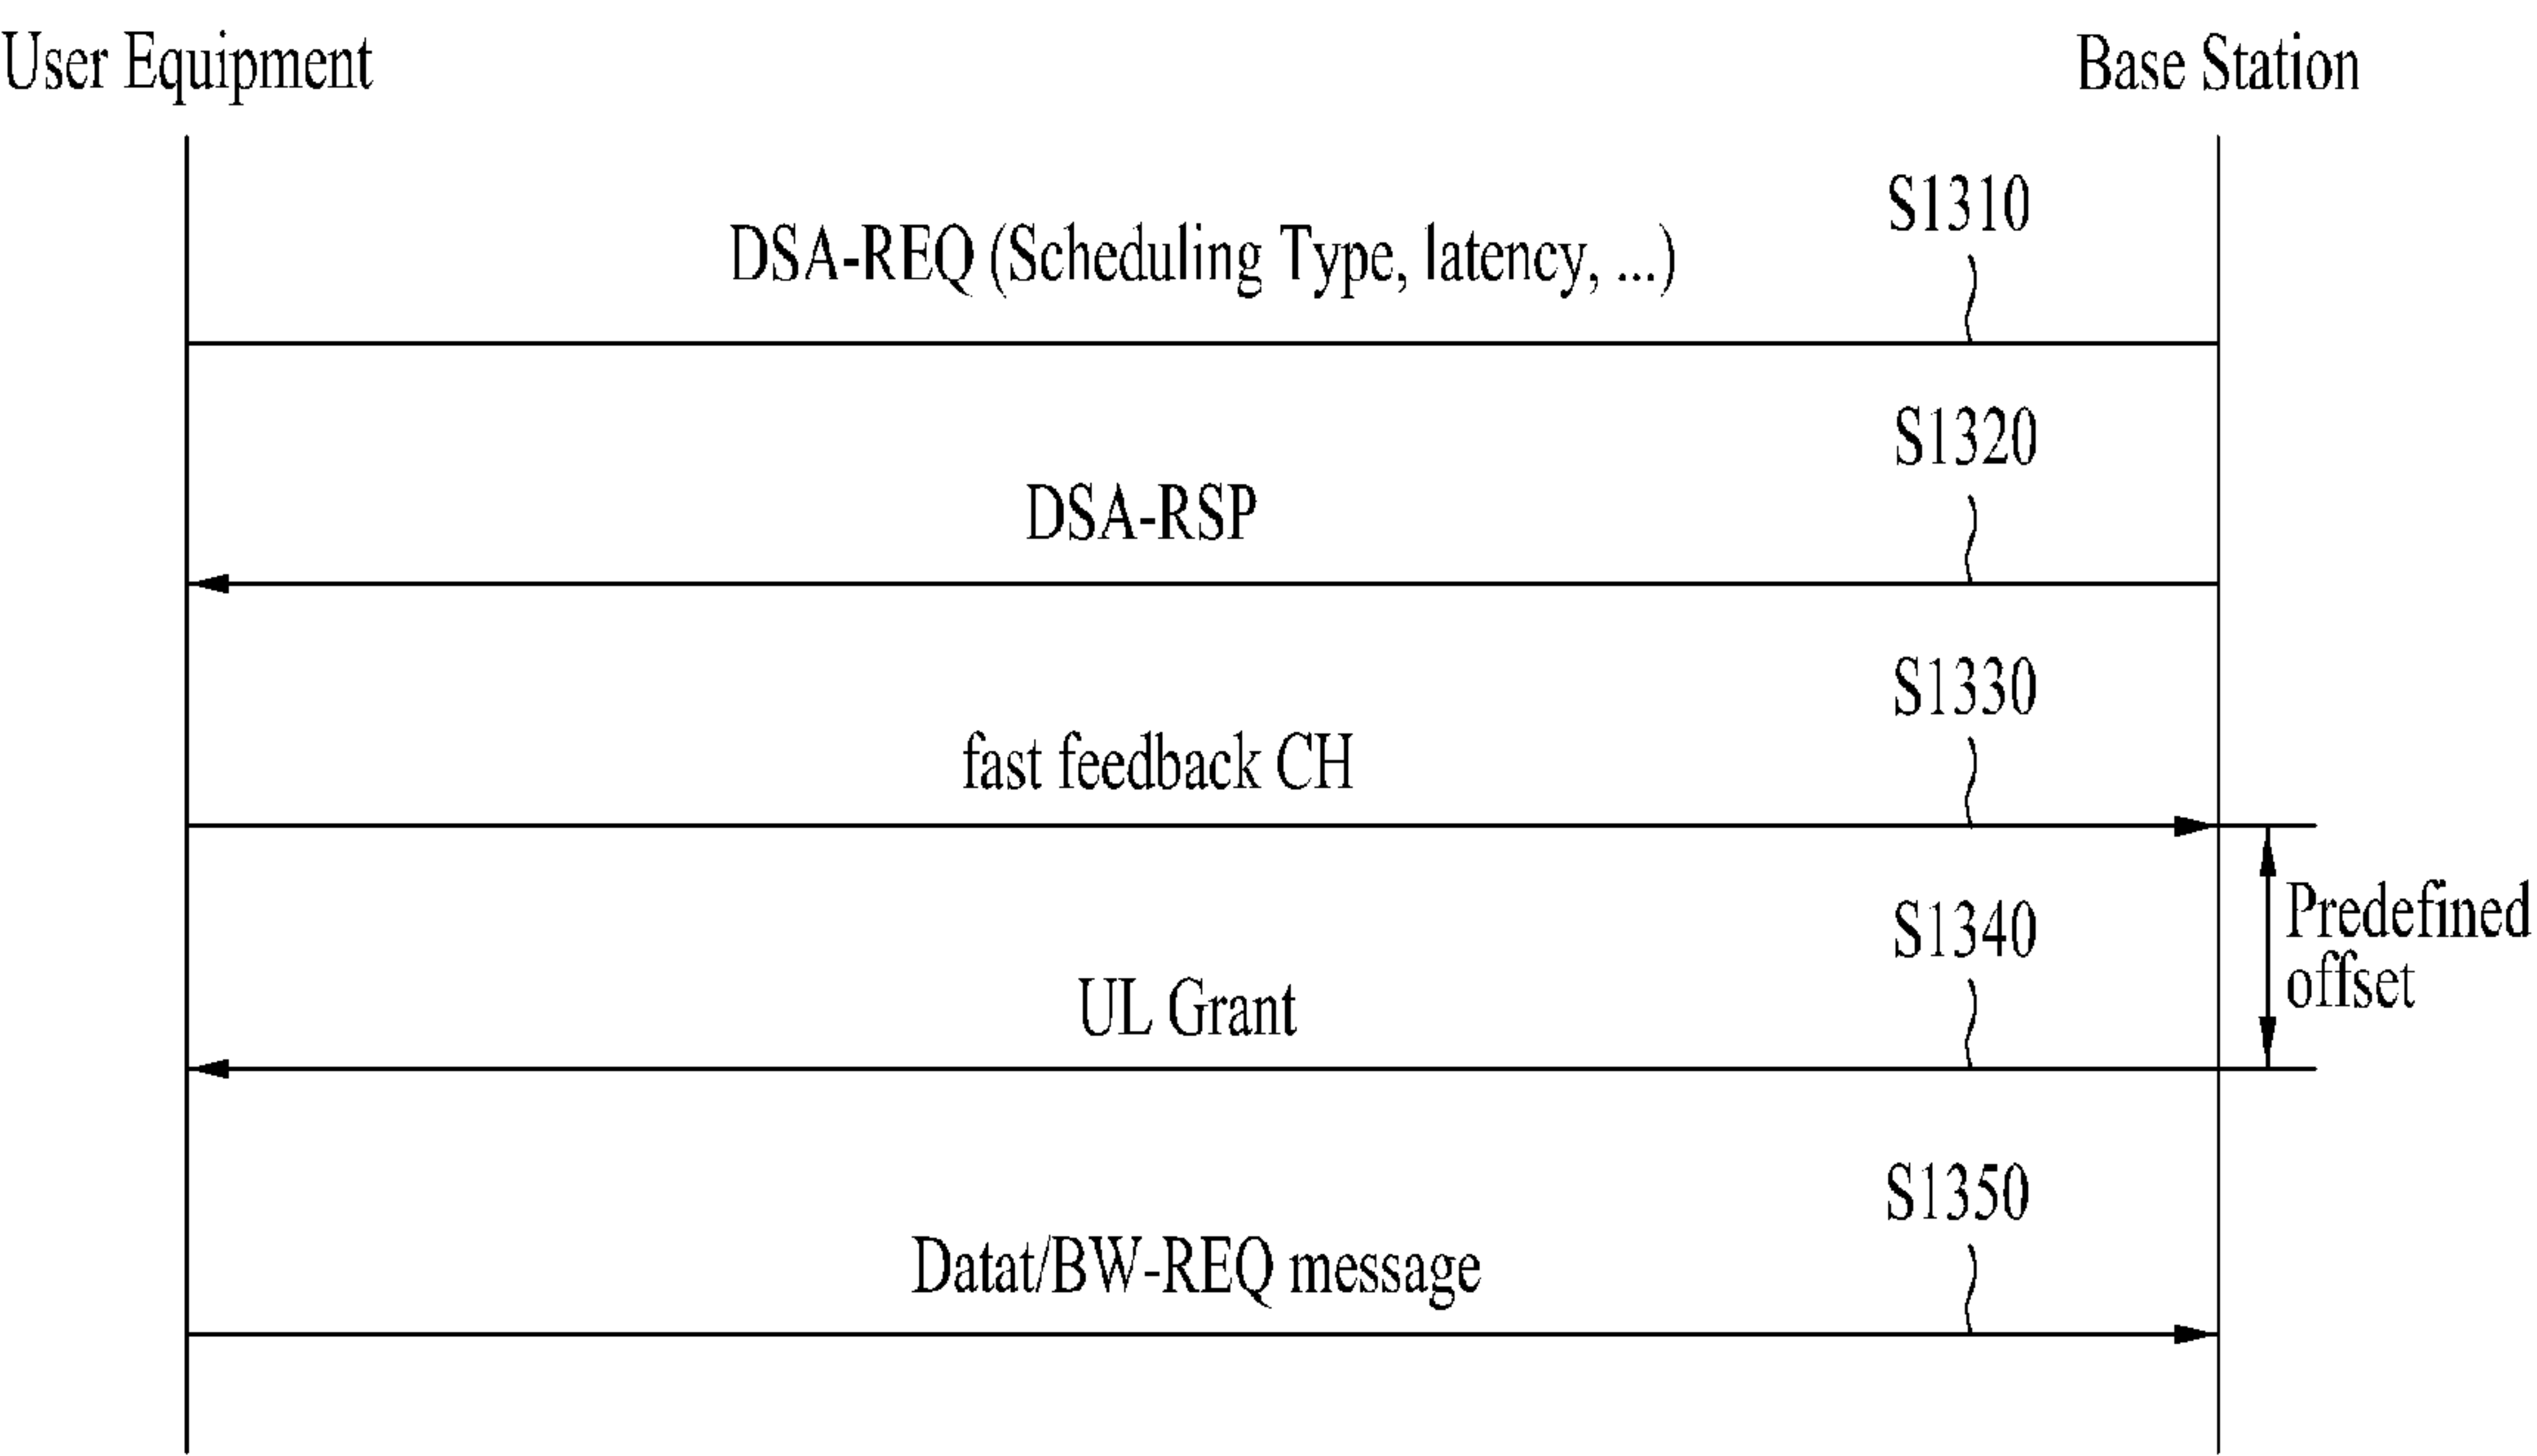 User Equipment
Base Station
S1310
DSA-REQ (Scheduling Type, latency, ...)
S1320
DSA-RSP
S1330
fast feedback CH
S1340
Predefined
offset
UL Grant
S1350
Datat/BW-REQ message